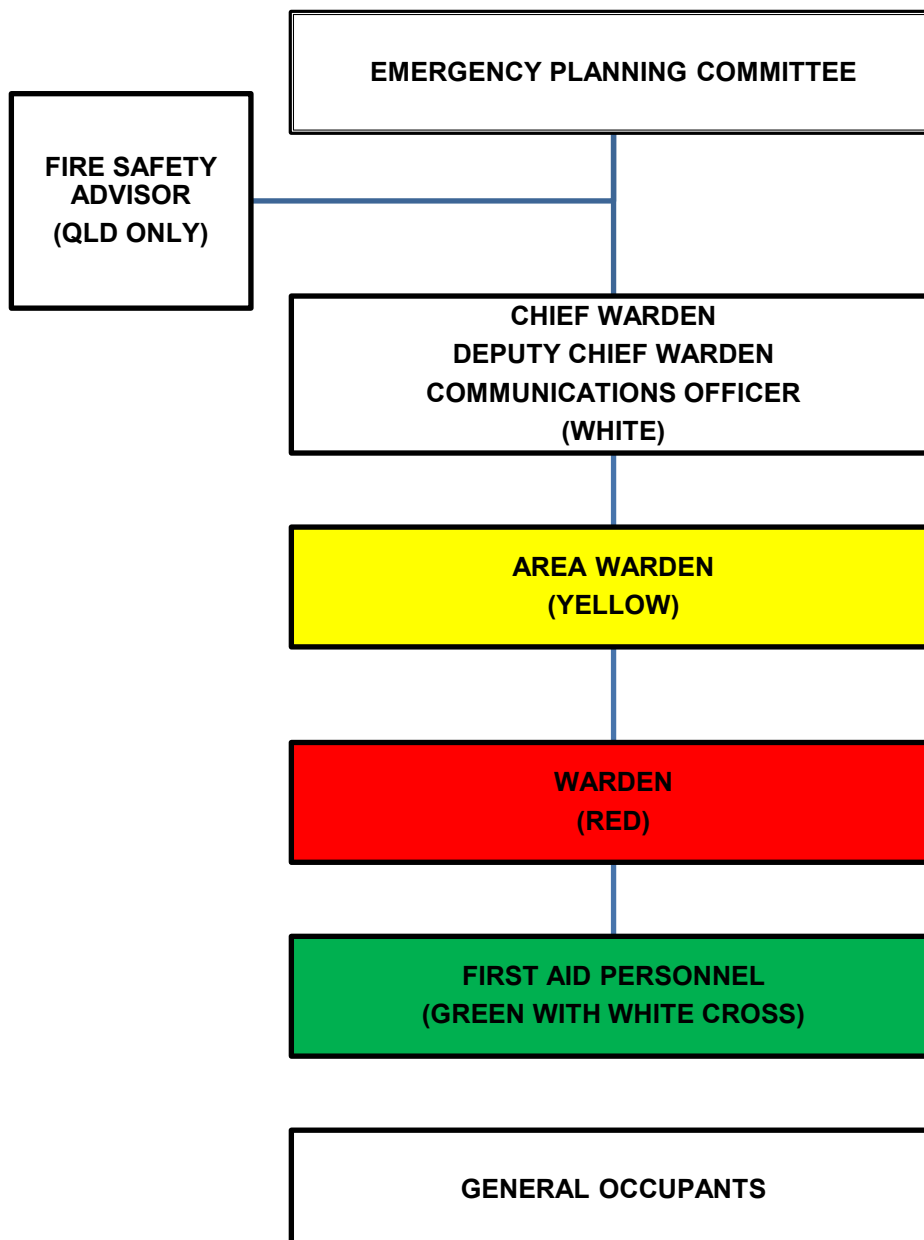 EMERGENCY PLANNING COMMITTEE
FIRE SAFETY
ADVISOR
(QLD ONLY)
CHIEF WARDEN
DEPUTY CHIEF WARDEN
COMMUNICATIONS OFFICER
(WHITE)
AREA WARDEN
(YELLOW)
WARDEN
(RED)
FIRST AID PERSONNEL
(GREEN WITH WHITE CROSS)
GENERAL OCCUPANTS